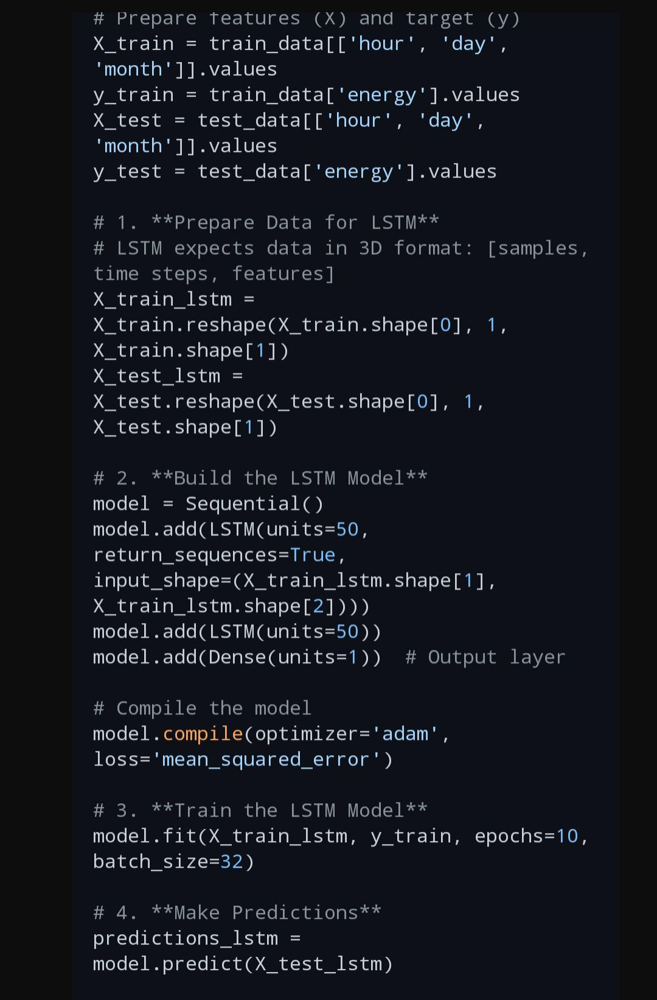 # Prepare features (X) and target (y)
X_train = train_data[['hour', 'day',
'month']].values
y_train = train_data['energy'].values
X_test = test_data[['hour', 'day',
'month']].values
y_test = test_data['energy'].values
# 1. **Prepare Data for LSTM**
# LSTM expects data in 3D format: [samples,
time steps, features]
X_train_lstm =
X_train.reshape(X_train.shape[0], 1,
X_train.shape[1])
X_test_lstm =
X_test.reshape(X_test.shape[0], 1,
X_test.shape[1])
# 2. **Build the LSTM Model**
model = Sequential()
model.add(LSTM(units=50,
return_sequences=True,
input_shape=(X_train_lstm.shape[1],
X_train_lstm.shape[2])))
model.add(LSTM(units=50))
model.add(Dense(units=1))  # Output layer
# Compile the model
model.compile(optimizer='adam',
loss='mean_squared_error')
# 3. **Train the LSTM Model**
model.fit(X_train_lstm, y_train, epochs=10,
batch_size=32)
# 4. **Make Predictions**
predictions_lstm =
model.predict(X_test_lstm)